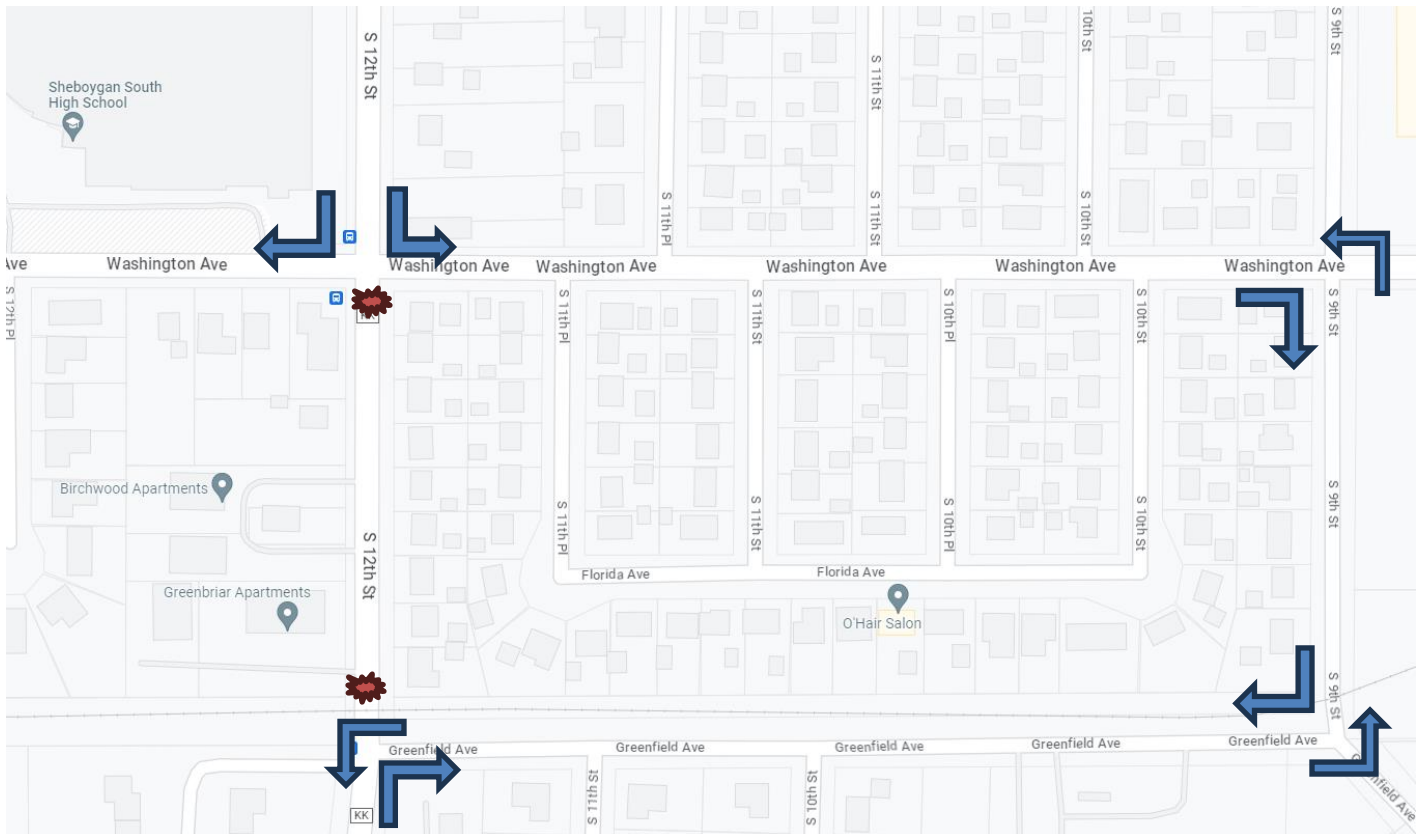 S 12th St
S 11th St
10th St
S 9th St
Sheboygan South
High School
S 11th Pl
S 11th St
S 10th St
Ave
Washington Ave
Washington Ave
Washington Ave
Washington Ave
Washington Ave
Washington Ave
S 12th Pl
S 11th Pl
S 11th St
S 10th Pl
S 10th St
S 9th St
Birchwood Apartments
S 11th Pl
S 11th St
S 10th Pl
S 10th St
S 9th St
S 12th St
Florida Ave
Florida Ave
Greenbriar Apartments
O'Hair Salon
S 9th St
Greenfield Ave
Greenfield Ave
Greenfield Ave
Greenfield Ave
Greenfield Ave
S 11th St
S 10th St
KK